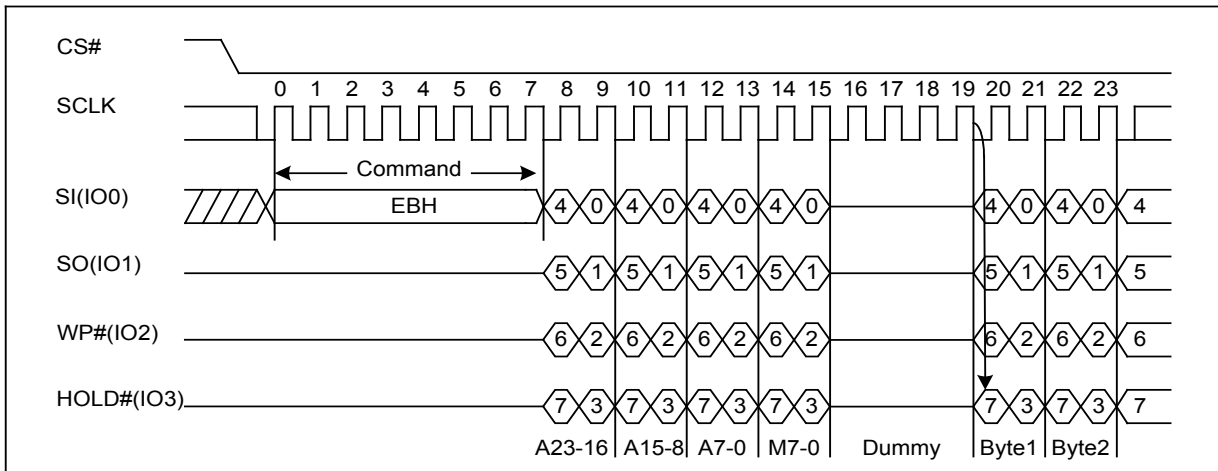 CS#
0 1 2 3 4 5 6 7 8 9 10 11 12 13 14 15 16 17 18 19 20 21 22 23
SCLK
Command
SI(IO0) EBH 4 0 4 0 4 0 4 0 4 0 4 0 4
SO(IO1) 5 1 5 1 5 1 5 1 5 1 5 1 5
WP#(IO2) 6 2 6 2 6 2 6 2 6 2 6 2 6
HOLD#(IO3) 7 3 7 3 7 3 7 3 7 3 7 3 7
A23-16 A15-8 A7-0 M7-0 Dummy Byte1 Byte2